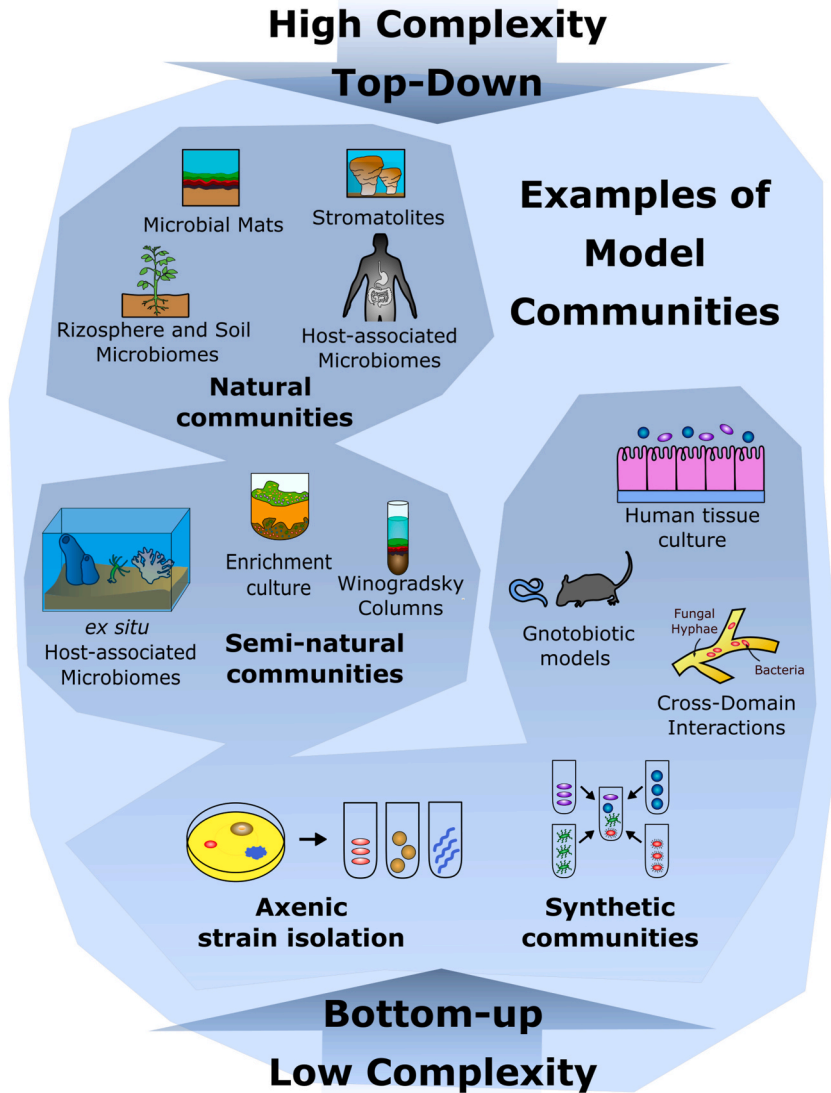 High Complexity
Top-Down
Examples of
Model
Communities
Microbial Mats
Stromatolites
Rizosphere and Soil
Microbiomes
Host-associated
Microbiomes
Natural
communities
Human tissue
culture
Enrichment
culture
Winogradsky
Columns
ex situ
Host-associated
Microbiomes
Semi-natural
communities
Gnotobiotic
models
Fungal
Hyphae
Bacteria
Cross-Domain
Interactions
Axenic
strain isolation
Synthetic
communities
Bottom-up
Low Complexity